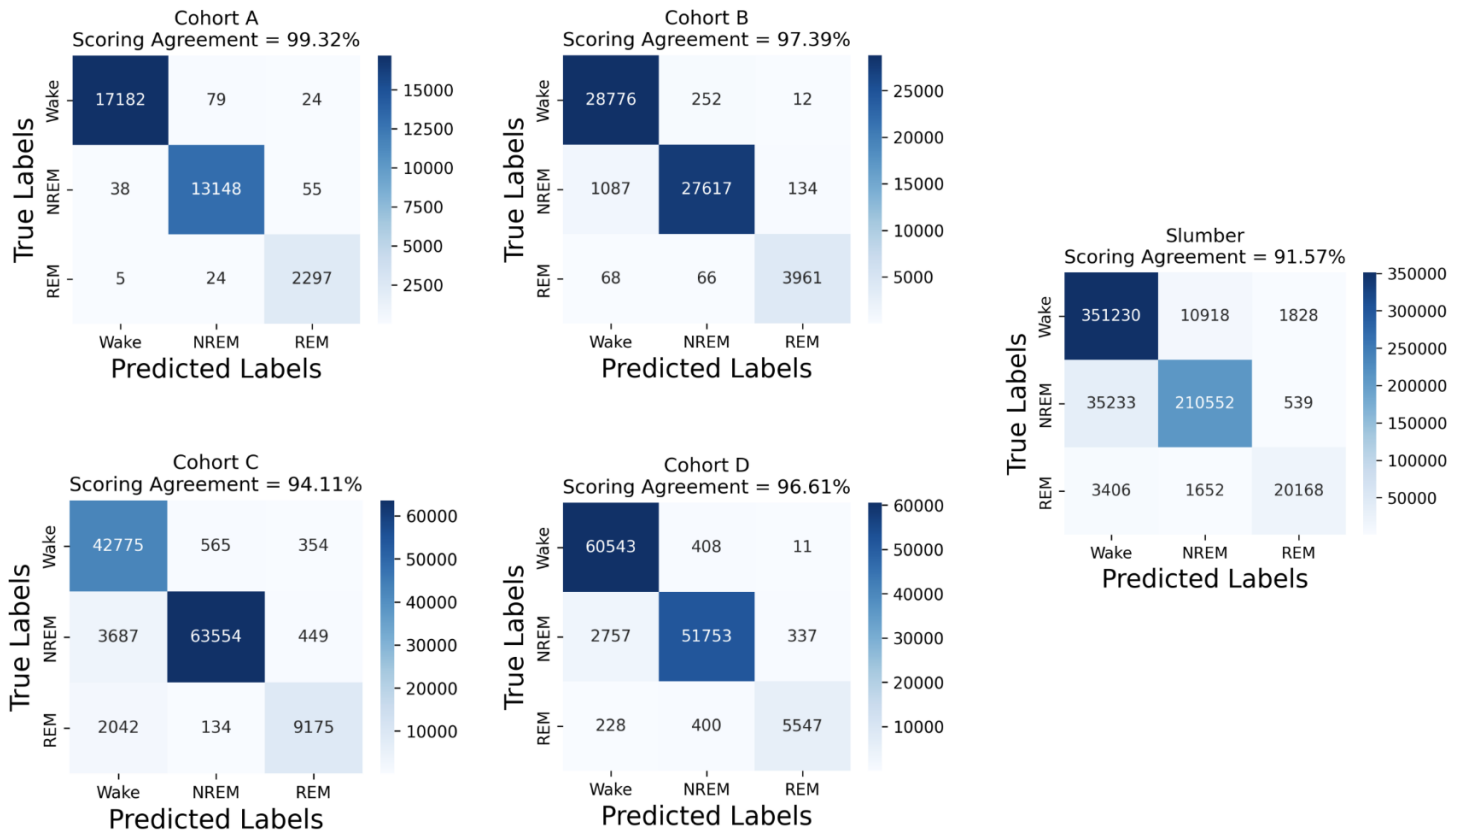 Cohort A
Scoring Agreement = 99.32%
True Labels
Wake
NREM
REM
17182 79 24
38 13148 55
5 24 2297
Wake NREM REM
Predicted Labels
15000
12500
10000
7500
5000
2500
Cohort B
Scoring Agreement = 97.39%
True Labels
Wake
NREM
REM
28776 252 12
1087 27617 134
68 66 3961
Wake NREM REM
Predicted Labels
25000
20000
15000
10000
5000
Slumber
Scoring Agreement = 91.57%
True Labels
Wake
NREM
REM
351230 10918 1828
35233 210552 539
3406 1652 20168
Wake NREM REM
Predicted Labels
350000
300000
250000
200000
150000
100000
50000
Cohort C
Scoring Agreement = 94.11%
True Labels
Wake
NREM
REM
42775 565 354
3687 63554 449
2042 134 9175
Wake NREM REM
Predicted Labels
60000
50000
40000
30000
20000
10000
Cohort D
Scoring Agreement = 96.61%
True Labels
Wake
NREM
REM
60543 408 11
2757 51753 337
228 400 5547
Wake NREM REM
Predicted Labels
60000
50000
40000
30000
20000
10000